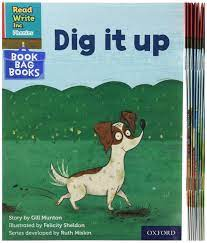 Read Write
Inc. Phonics
BOOK BAG
BOOKS
Dig it up
Story by Gill Munton
Illustrated by Felicity Sheldon
Series developed by Ruth Miskin
OXFORD